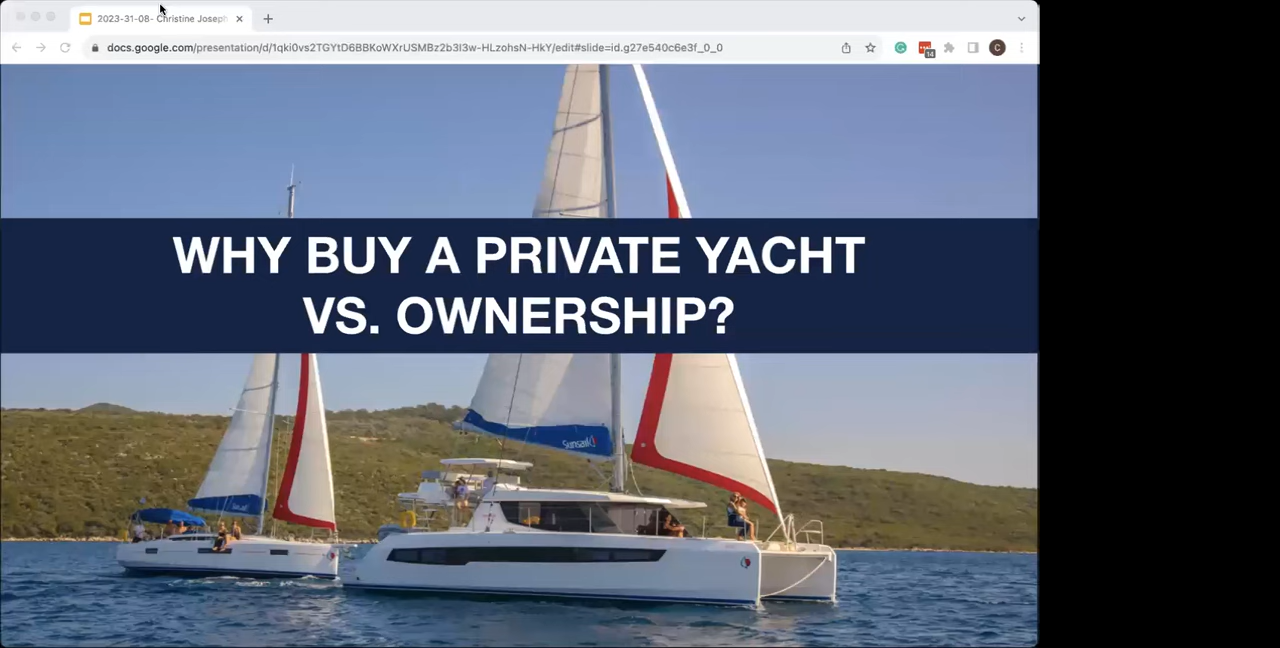 2023-31-08- Christine Joseph
docs.google.com/presentation/d/1qki0vs2TGYtD6BBKoWXrUSMBz2b3I3w-HLzohsN-HkY/edit#slide=id.g27e540c6e3f_0_0
14
C
WHY BUY A PRIVATE YACHT
VS. OWNERSHIP?
Sunsail